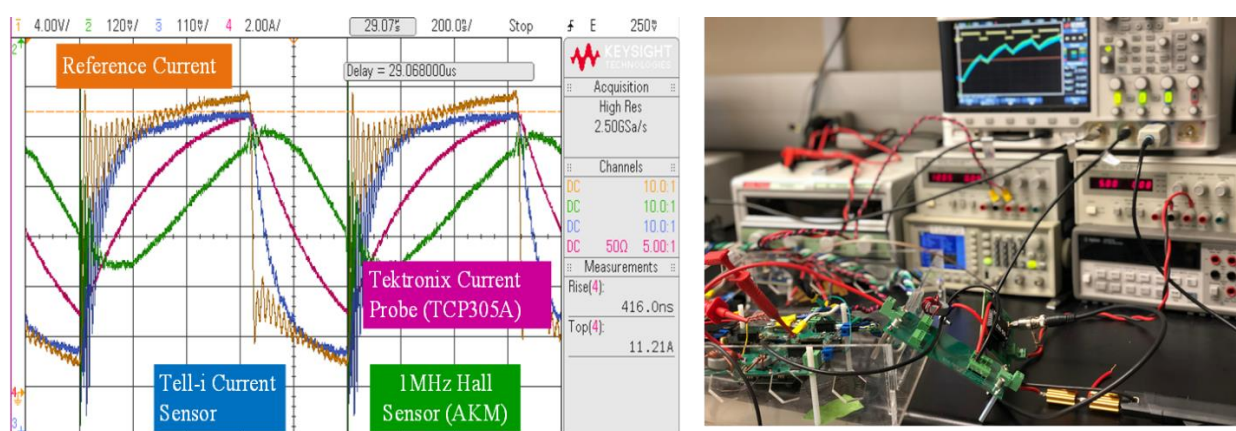 1 4.00V/ 2 120mV/ 3 110mV/ 4 2.00A/ 29.07us 200.0ns/ Stop E 250mV
KEYSIGHT
TECHNOLOGIES
Reference Current
Delay = 29.068000us
Acquisition
High Res
2.50GSa/s
Channels
DC 10.0:1
DC 10.0:1
DC 10.0:1
DC 50Ω 5.00:1
Measurements
Rise(4):
416.0ns
Top(4):
11.21A
Tektronix Current
Probe (TCP305A)
Tell-i Current
Sensor
1MHz Hall
Sensor (AKM)